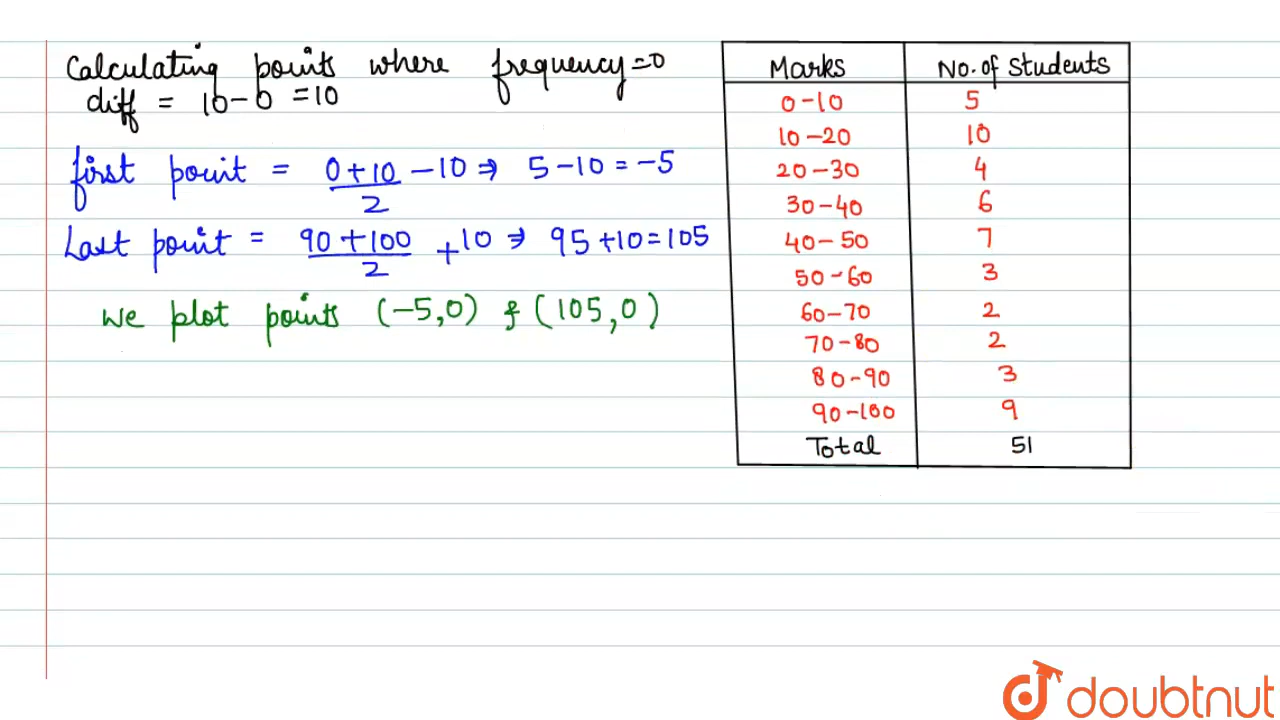 Calculating points where frequency=0
diff = 10-0 =10
first point = 0+10/2 -10 ⇒ 5-10=-5
Last point = 90+100/2 +10 ⇒ 95+10=105
we plot points (-5,0) & (105,0)
Marks No. of Students
0-10 5
10-20 10
20-30 4
30-40 6
40-50 7
50-60 3
60-70 2
70-80 2
80-90 3
90-100 9
Total 51
doubtnut